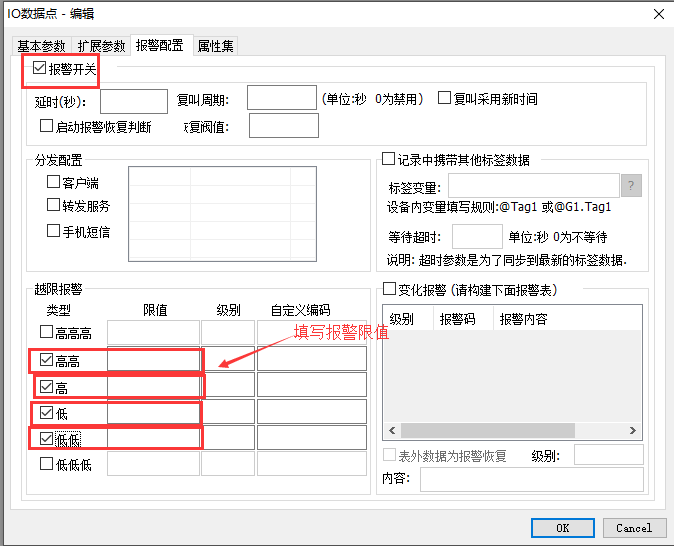 IO数据点 - 编辑
基本参数 扩展参数 报警配置 属性集
报警开关
延时(秒): 复叫周期: (单位:秒 0为禁用) 复叫采用新时间
启动报警恢复判断 恢复阀值:
分发配置
客户端
转发服务
手机短信
记录中携带其他标签数据
标签变量: ?
设备内变量填写规则:@Tag1 或@G1.Tag1
等待超时: 单位:秒 0为不等待
说明: 超时参数是为了同步到最新的标签数据.
越限报警
类型 限值 级别 自定义编码
高高高
高高
高
低
低低
低低低
填写报警限值
变化报警 (请构建下面报警表)
级别 报警码 报警内容
表外数据为报警恢复 级别:
内容:
OK Cancel